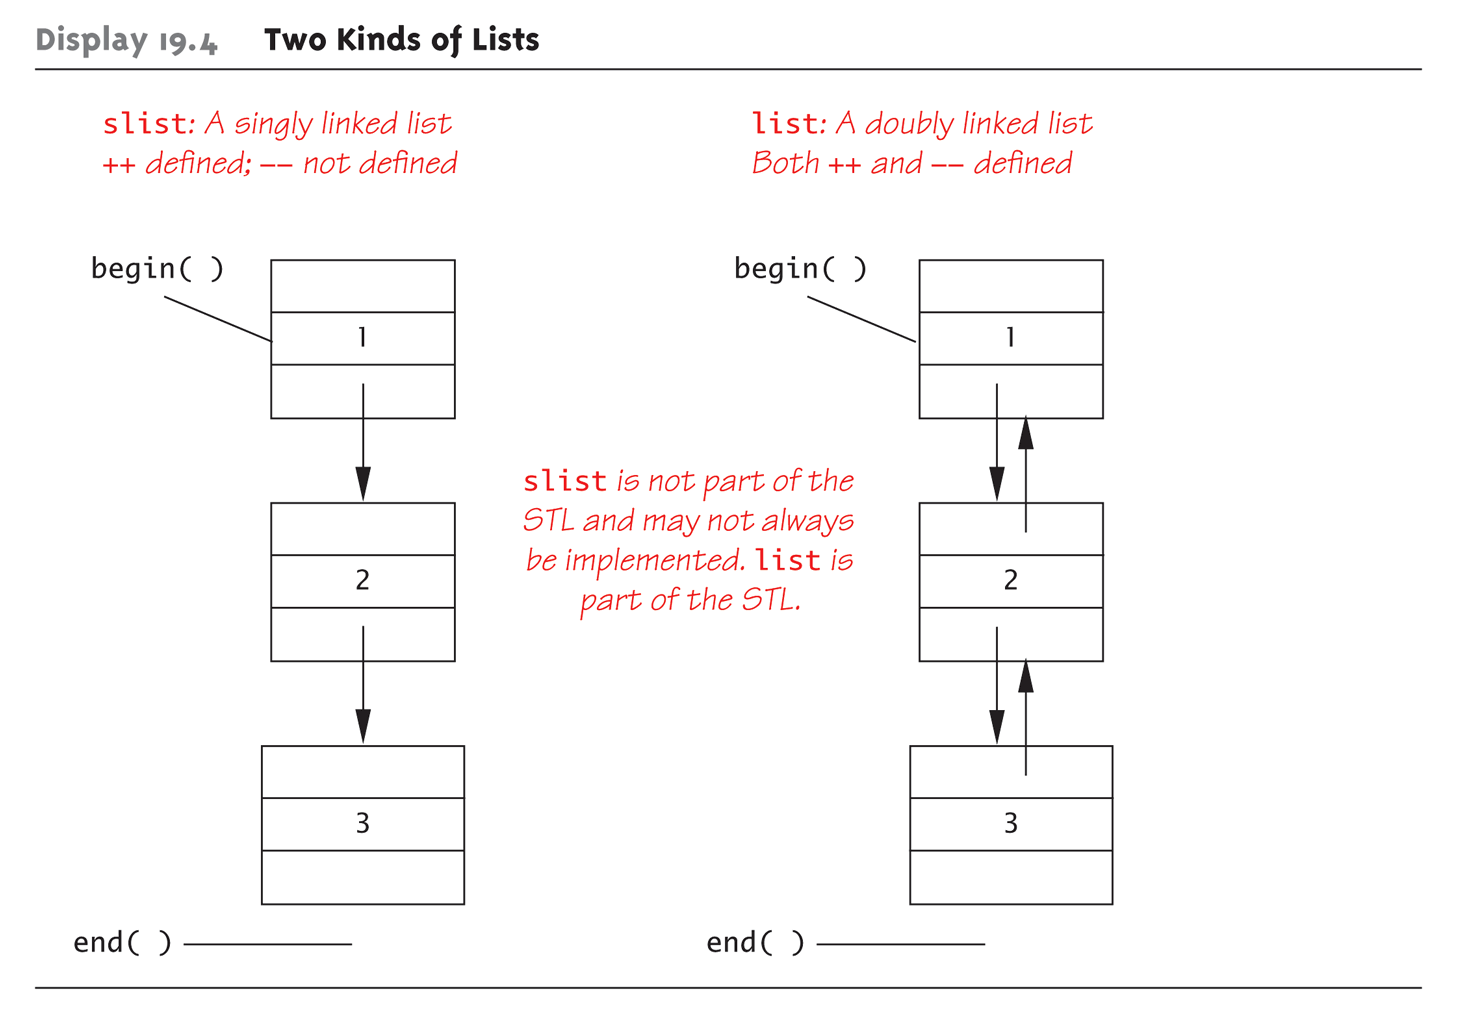 Display 19.4 Two Kinds of Lists
slist: A singly linked list
++ defined; −− not defined
list: A doubly linked list
Both ++ and −− defined
begin( )
1
2
3
end( )
slist is not part of the
STL and may not always
be implemented. list is
part of the STL.
begin( )
1
2
3
end( )